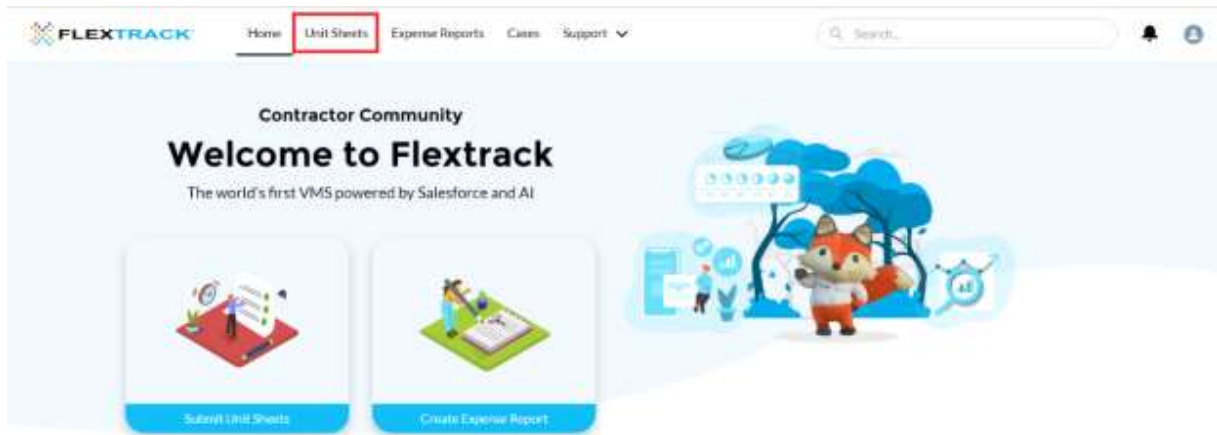 FLEXTRACK Home Unit Sheets Expense Reports Cases Support Search...
Contractor Community
Welcome to Flextrack
The world's first VMS powered by Salesforce and AI
Submit Unit Sheets Create Expense Report